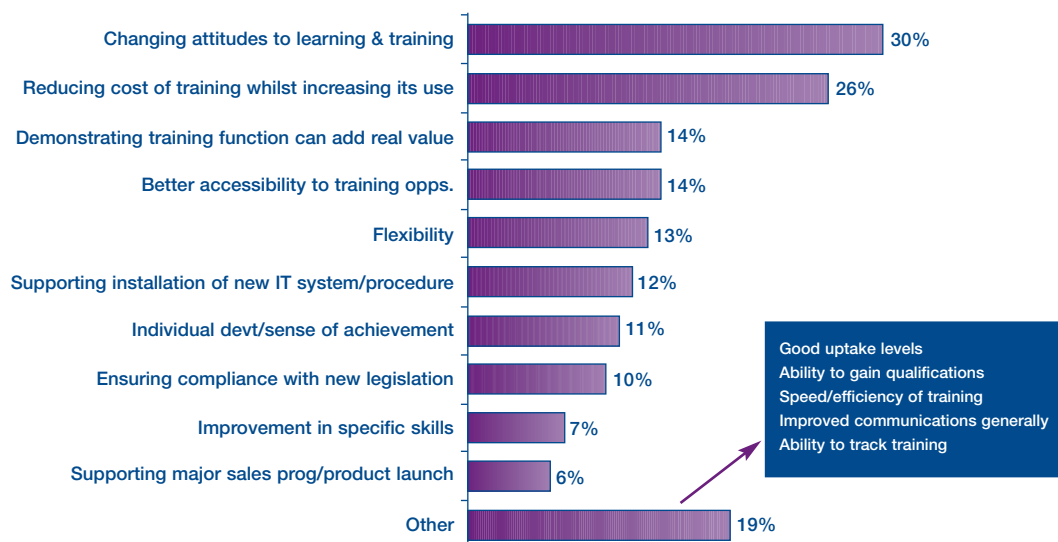 Changing attitudes to learning & training 30%
Reducing cost of training whilst increasing its use 26%
Demonstrating training function can add real value 14%
Better accessibility to training opps. 14%
Flexibility 13%
Supporting installation of new IT system/procedure 12%
Individual devt/sense of achievement 11%
Ensuring compliance with new legislation 10%
Improvement in specific skills 7%
Supporting major sales prog/product launch 6%
Other 19%
Good uptake levels
Ability to gain qualifications
Speed/efficiency of training
Improved communications generally
Ability to track training